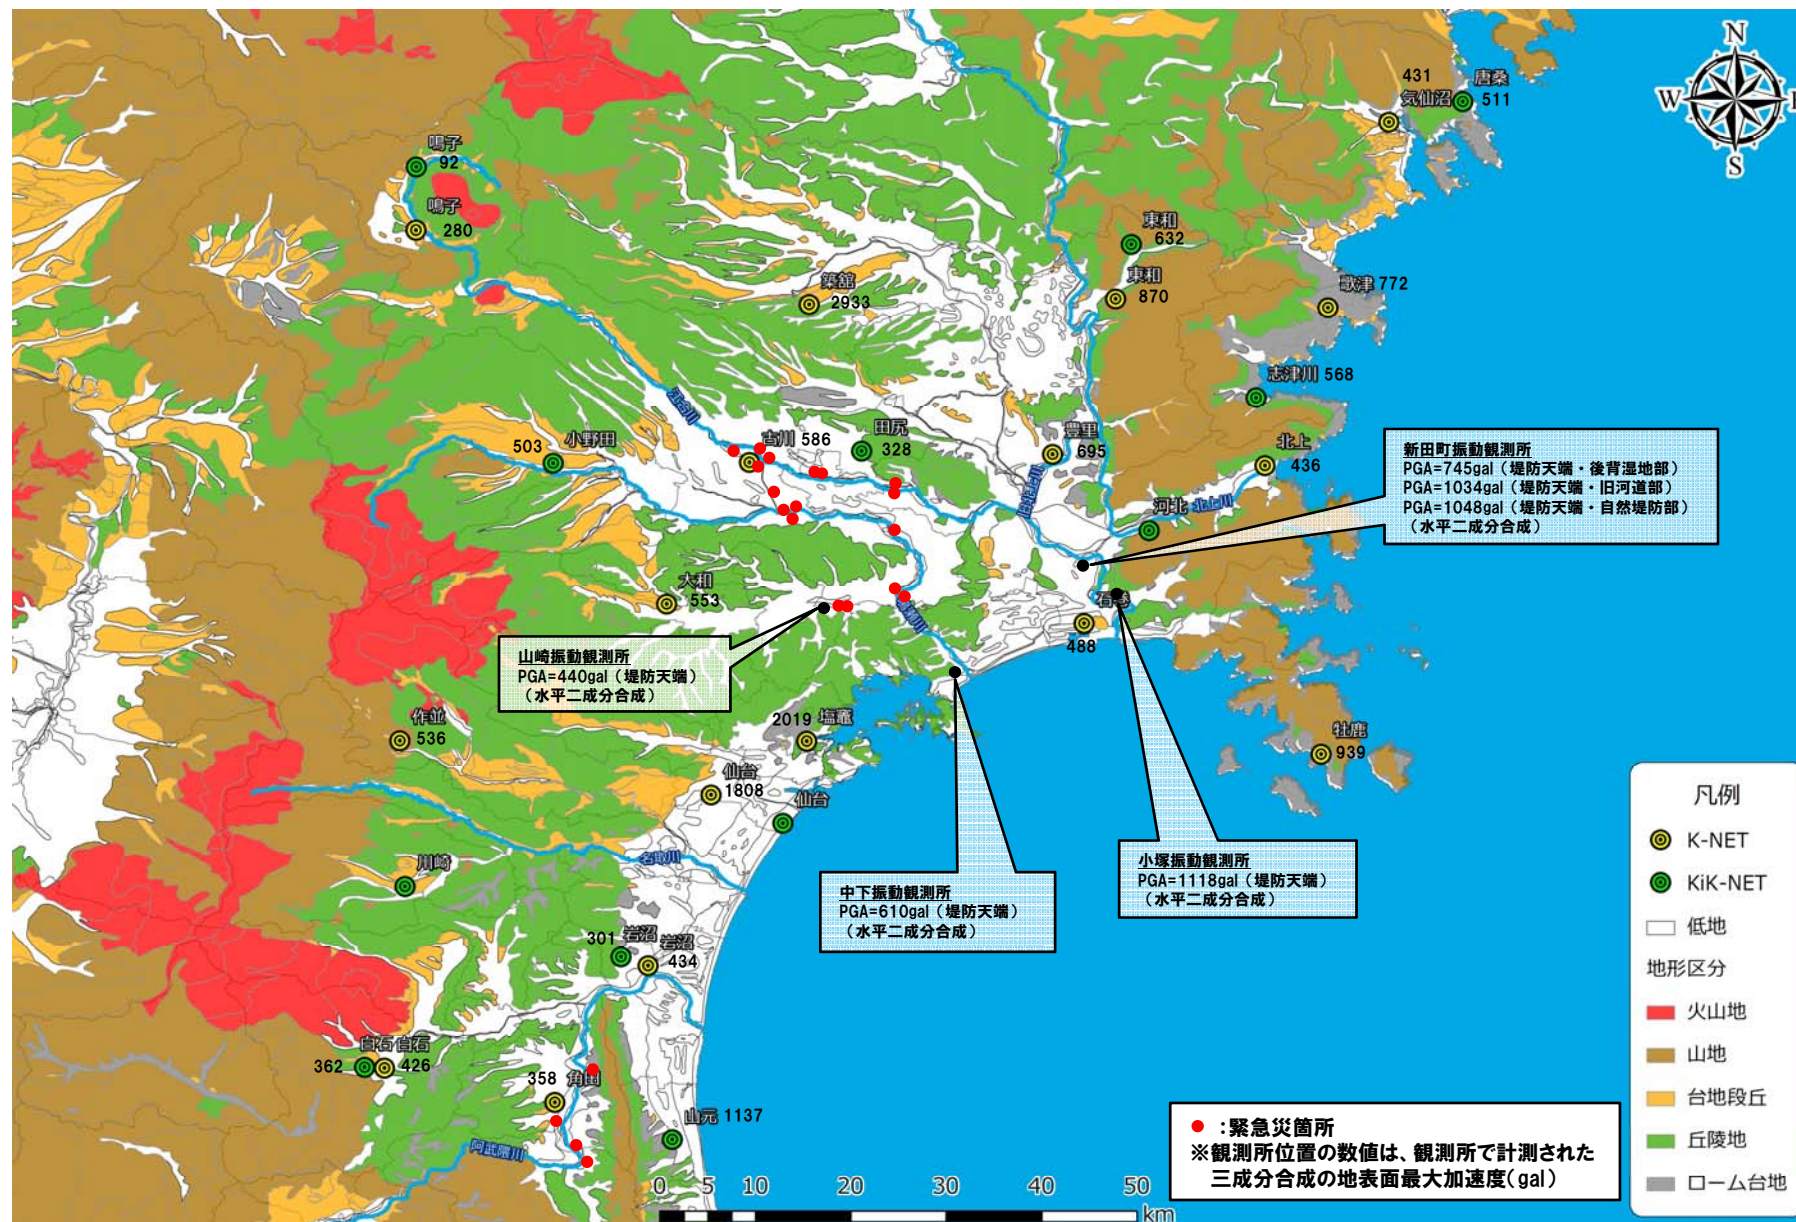 N
W
E
S
431
気仙沼
唐桑
511
鳴子
92
鳴子
280
東和
632
東和
870
築館
2933
歌津 772
志津川 568
江合川
503
小野田
古川 586
田尻
328
豊里
695
旧北上川
北上
436
河北
北上川
新田町振動観測所
PGA=745gal（堤防天端・後背湿地部）
PGA=1034gal（堤防天端・旧河道部）
PGA=1048gal（堤防天端・自然堤防部）
（水平二成分合成）
大和
553
石巻
488
鳴瀬川
山崎振動観測所
PGA=440gal（堤防天端）
（水平二成分合成）
作並
536
2019 塩竈
牡鹿
939
仙台
1808
仙台
名取川
川崎
中下振動観測所
PGA=610gal（堤防天端）
（水平二成分合成）
小塚振動観測所
PGA=1118gal（堤防天端）
（水平二成分合成）
301
岩沼
岩沼
434
白石
白石
362
426
358
角田
山元 1137
阿武隈川
凡例
K-NET
KiK-NET
低地
地形区分
火山地
山地
台地段丘
丘陵地
ローム台地
：緊急災箇所
※観測所位置の数値は、観測所で計測された
三成分合成の地表面最大加速度(gal)
0 5 10 20 30 40 50
km